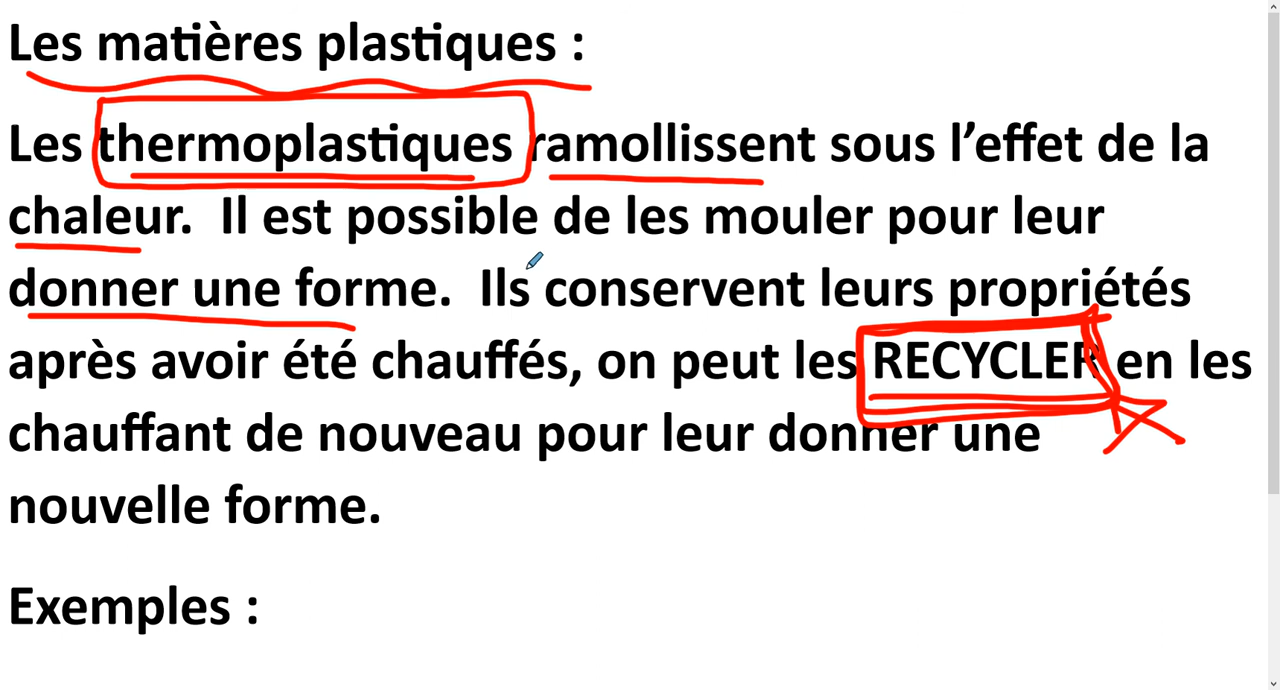 Les matières plastiques :
Les thermoplastiques ramollissent sous l’effet de la
chaleur.  Il est possible de les mouler pour leur
donner une forme.  Ils conservent leurs propriétés
après avoir été chauffés, on peut les RECYCLER en les
chauffant de nouveau pour leur donner une
nouvelle forme.
Exemples :